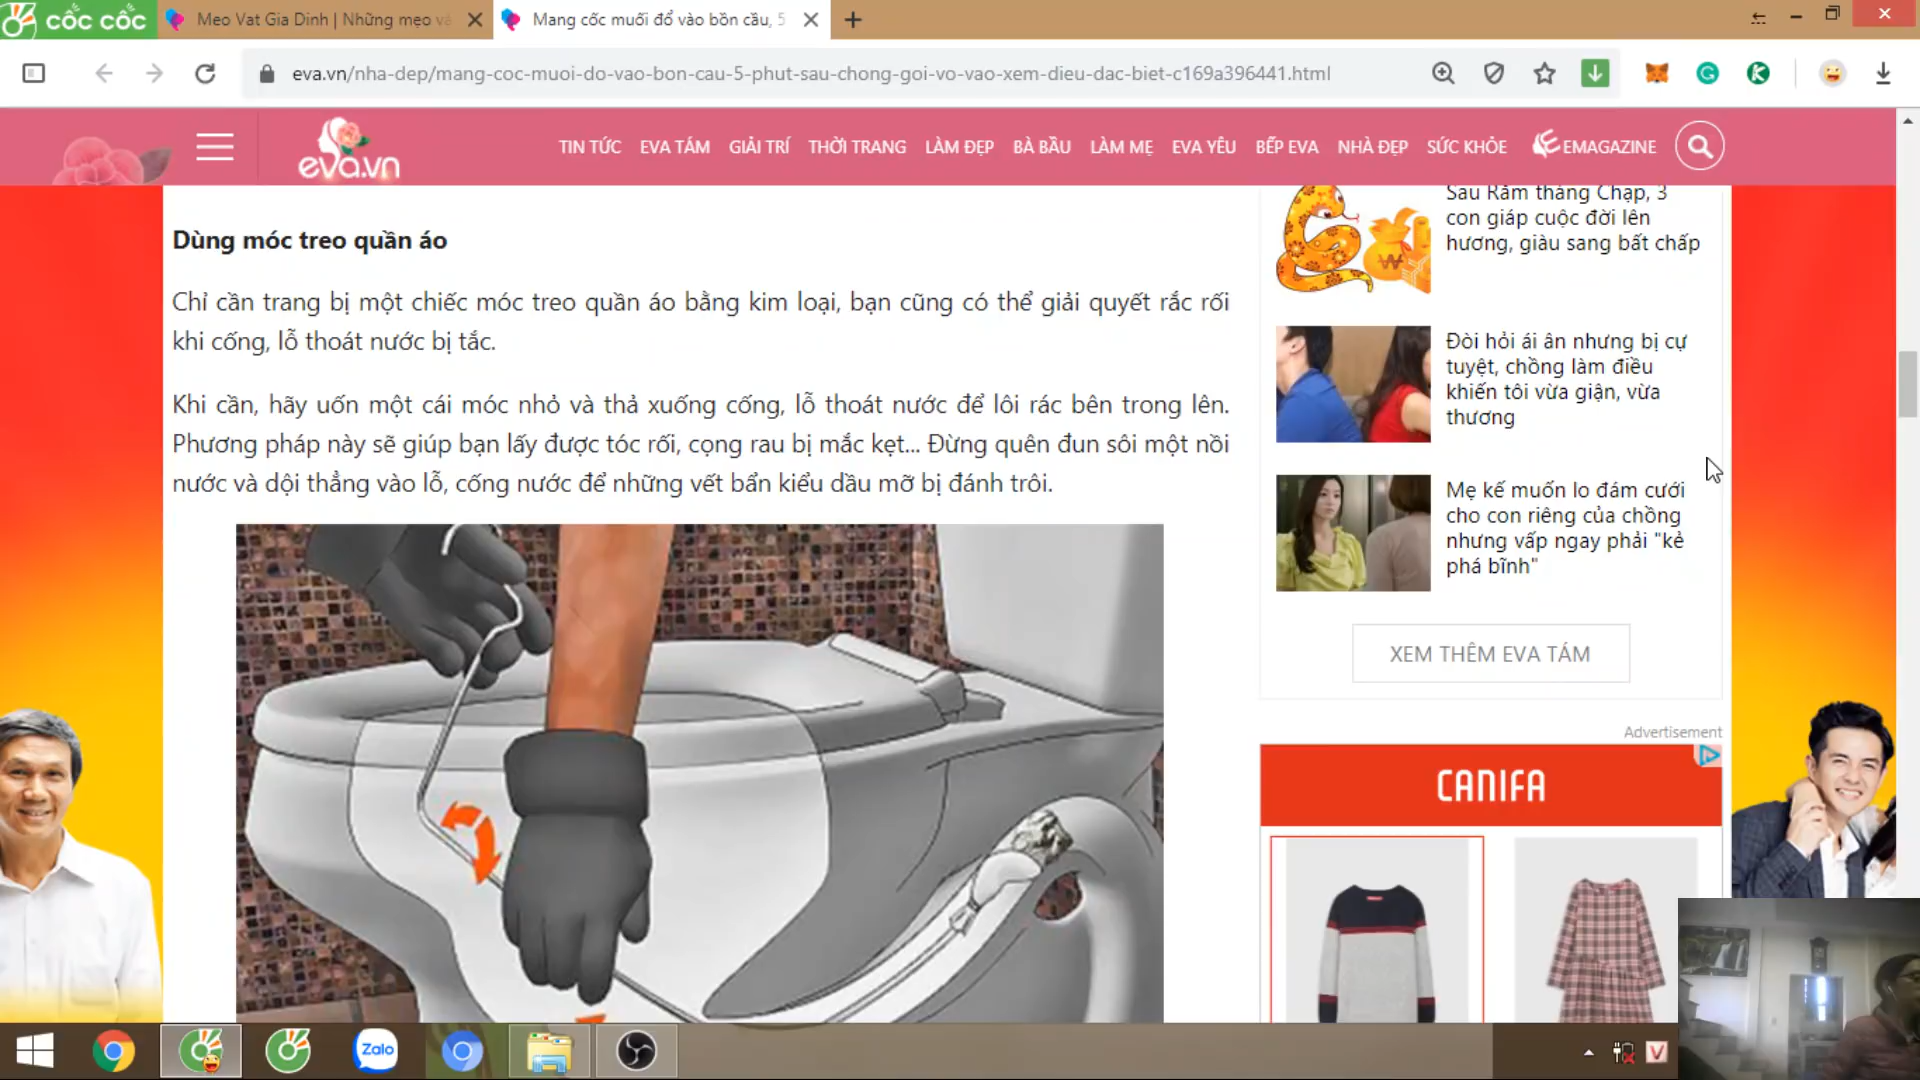 cốc cốc
Meo Vat Gia Dinh | Những mẹo vặ
Mang cốc muối đổ vào bồn cầu, 5
eva.vn/nha-dep/mang-coc-muoi-do-vao-bon-cau-5-phut-sau-chong-goi-vo-vao-xem-dieu-dac-biet-c169a396441.html
eva.vn
TIN TỨC EVA TÁM GIẢI TRÍ THỜI TRANG LÀM ĐẸP BÀ BẦU LÀM MẸ EVA YÊU BẾP EVA NHÀ ĐẸP SỨC KHỎE EMAGAZINE
Dùng móc treo quần áo
Chỉ cần trang bị một chiếc móc treo quần áo bằng kim loại, bạn cũng có thể giải quyết rắc rối
khi cống, lỗ thoát nước bị tắc.
Khi cần, hãy uốn một cái móc nhỏ và thả xuống cống, lỗ thoát nước để lôi rác bên trong lên.
Phương pháp này sẽ giúp bạn lấy được tóc rối, cọng rau bị mắc kẹt... Đừng quên đun sôi một nồi
nước và dội thẳng vào lỗ, cống nước để những vết bẩn kiểu dầu mỡ bị đánh trôi.
Sau Rằm tháng Chạp, 3
con giáp cuộc đời lên
hương, giàu sang bất chấp
Đòi hỏi ái ân nhưng bị cự
tuyệt, chồng làm điều
khiến tôi vừa giận, vừa
thương
Mẹ kế muốn lo đám cưới
cho con riêng của chồng
nhưng vấp ngay phải "kẻ
phá bĩnh"
XEM THÊM EVA TÁM
Advertisement
CANIFA
Zalo
V